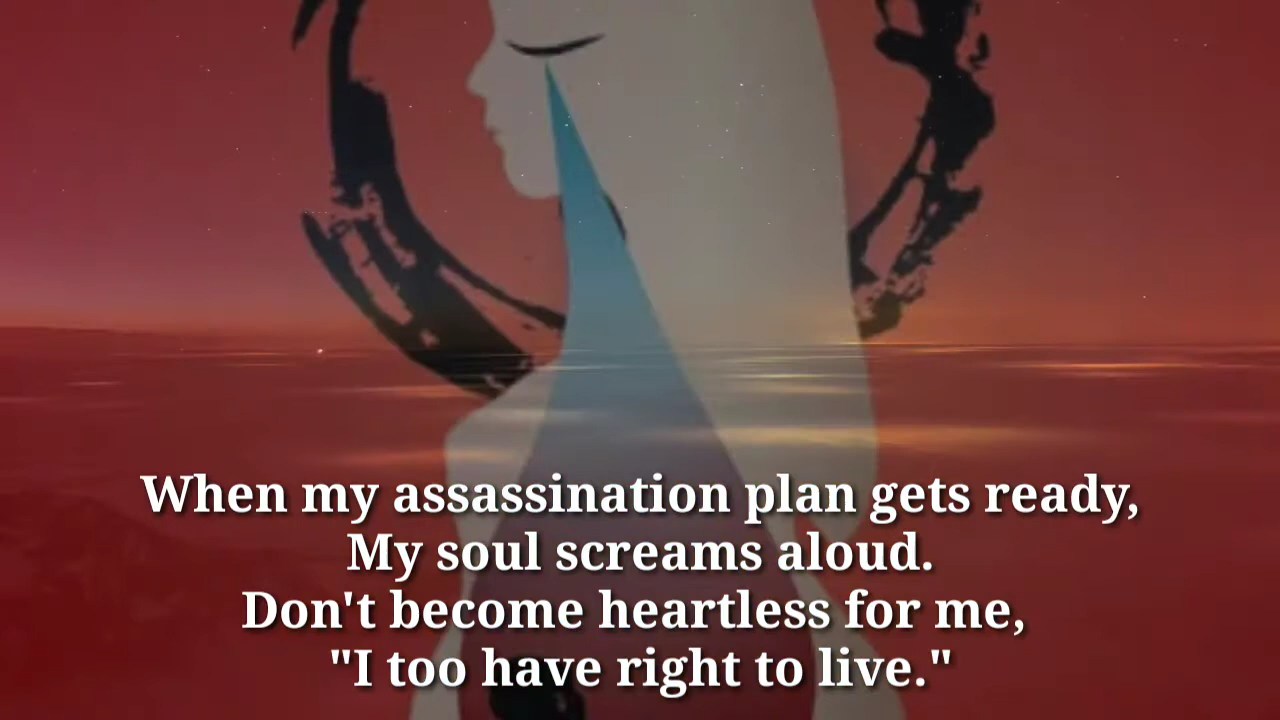 When my assassination plan gets ready,
My soul screams aloud.
Don't become heartless for me,
"I too have right to live."